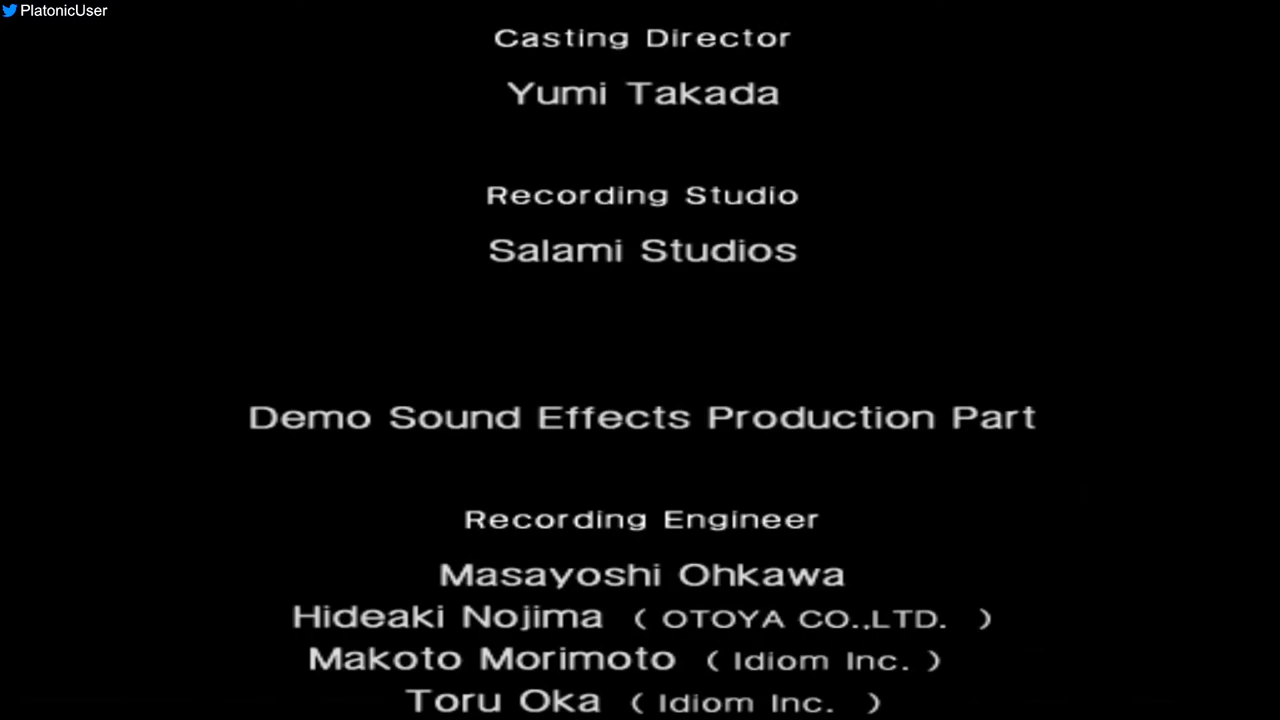 PlatonicUser
Casting Director
Yumi Takada
Recording Studio
Salami Studios
Demo Sound Effects Production Part
Recording Engineer
Masayoshi Ohkawa
Hideaki Nojima ( OTOYA CO.,LTD. )
Makoto Morimoto ( Idiom Inc. )
Toru Oka ( Idiom Inc. )